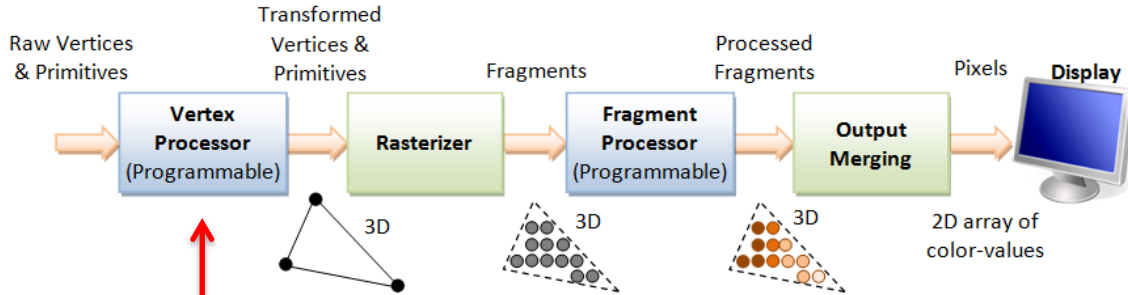 Raw Vertices
& Primitives
Vertex
Processor
(Programmable)
Transformed
Vertices &
Primitives
3D
Rasterizer
Fragments
3D
Fragment
Processor
(Programmable)
Processed
Fragments
3D
Output
Merging
Pixels
Display
2D array of
color-values